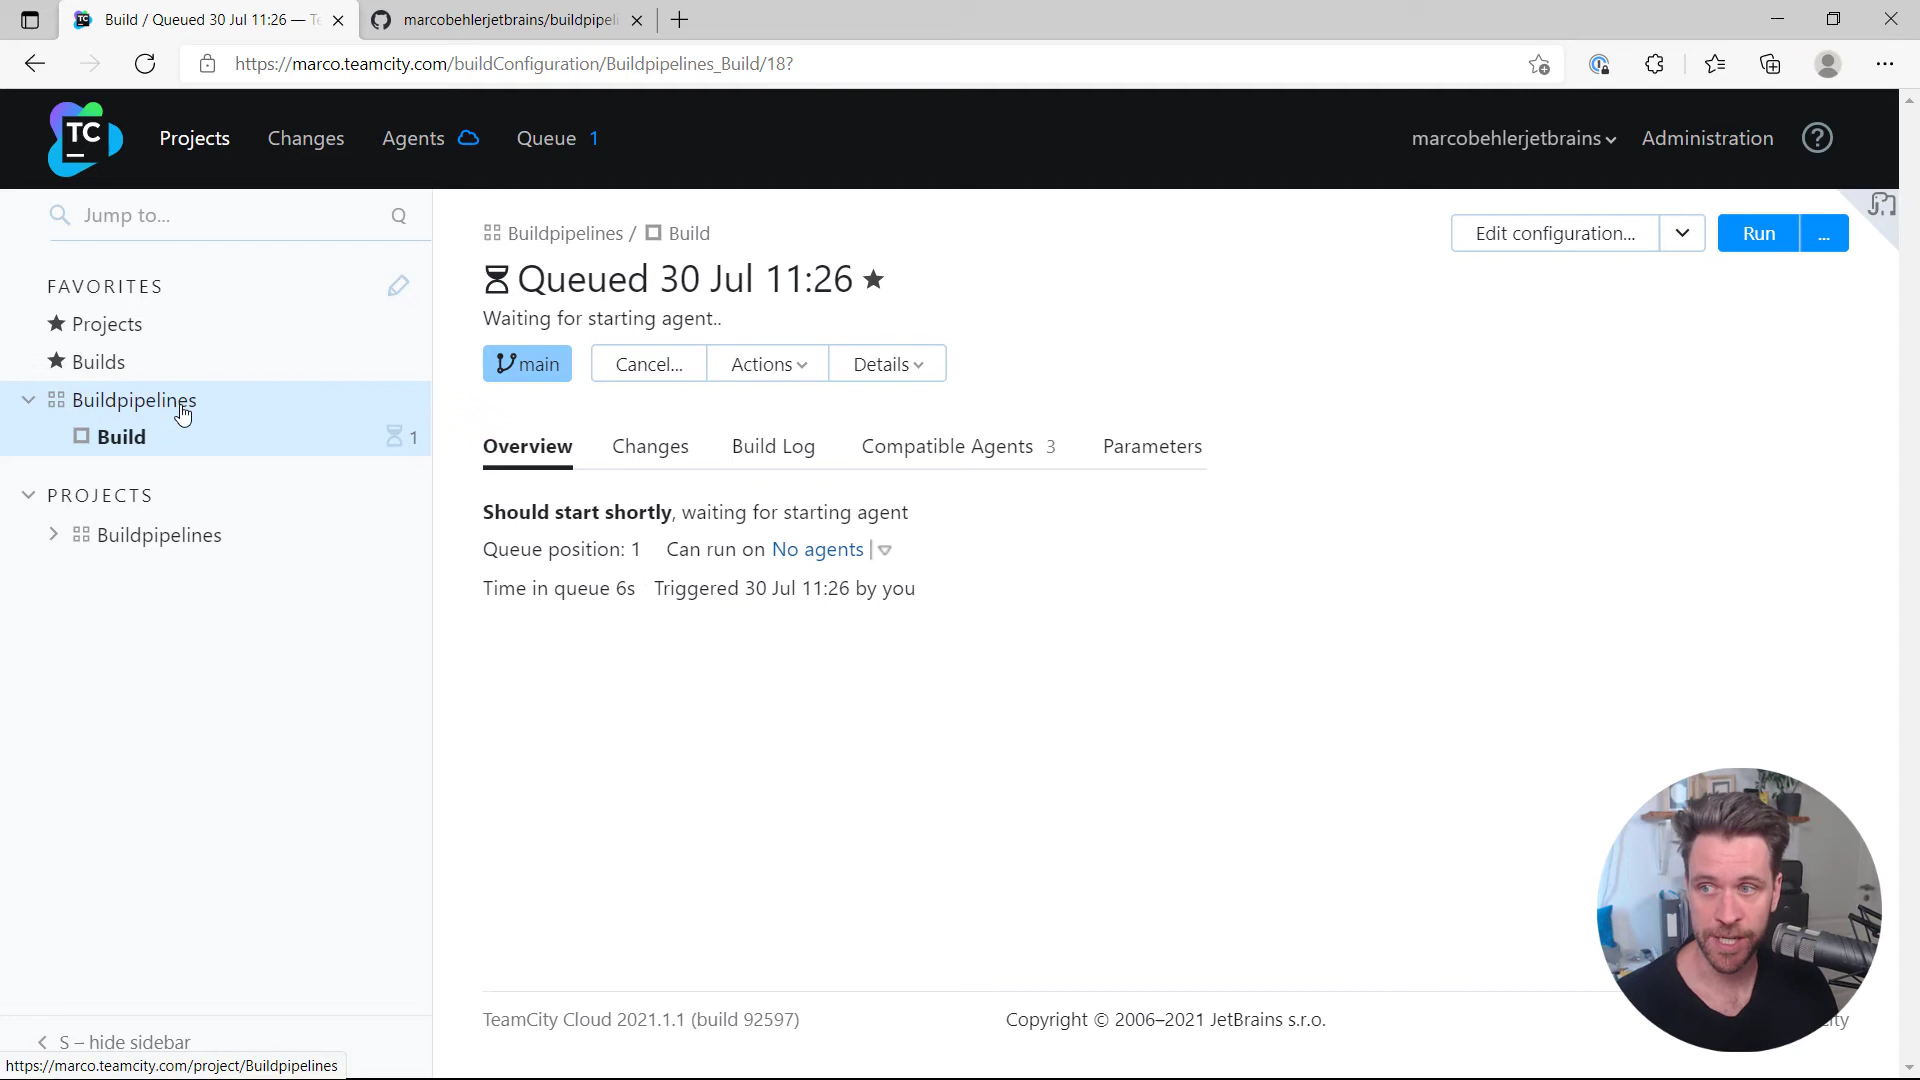 Build / Queued 30 Jul 11:26 — Te
marcobehlerjetbrains/buildpipeli
https://marco.teamcity.com/buildConfiguration/Buildpipelines_Build/18?
TC
Projects
Changes
Agents
Queue 1
marcobehlerjetbrains
Administration
?
Jump to...
Q
FAVORITES
Projects
Builds
Buildpipelines
Build
1
PROJECTS
Buildpipelines
S – hide sidebar
https://marco.teamcity.com/project/Buildpipelines
Buildpipelines / Build
Edit configuration...
Run
...
Queued 30 Jul 11:26
Waiting for starting agent..
main
Cancel...
Actions
Details
Overview
Changes
Build Log
Compatible Agents 3
Parameters
Should start shortly, waiting for starting agent
Queue position: 1 Can run on No agents
Time in queue 6s Triggered 30 Jul 11:26 by you
TeamCity Cloud 2021.1.1 (build 92597)
Copyright © 2006–2021 JetBrains s.r.o.